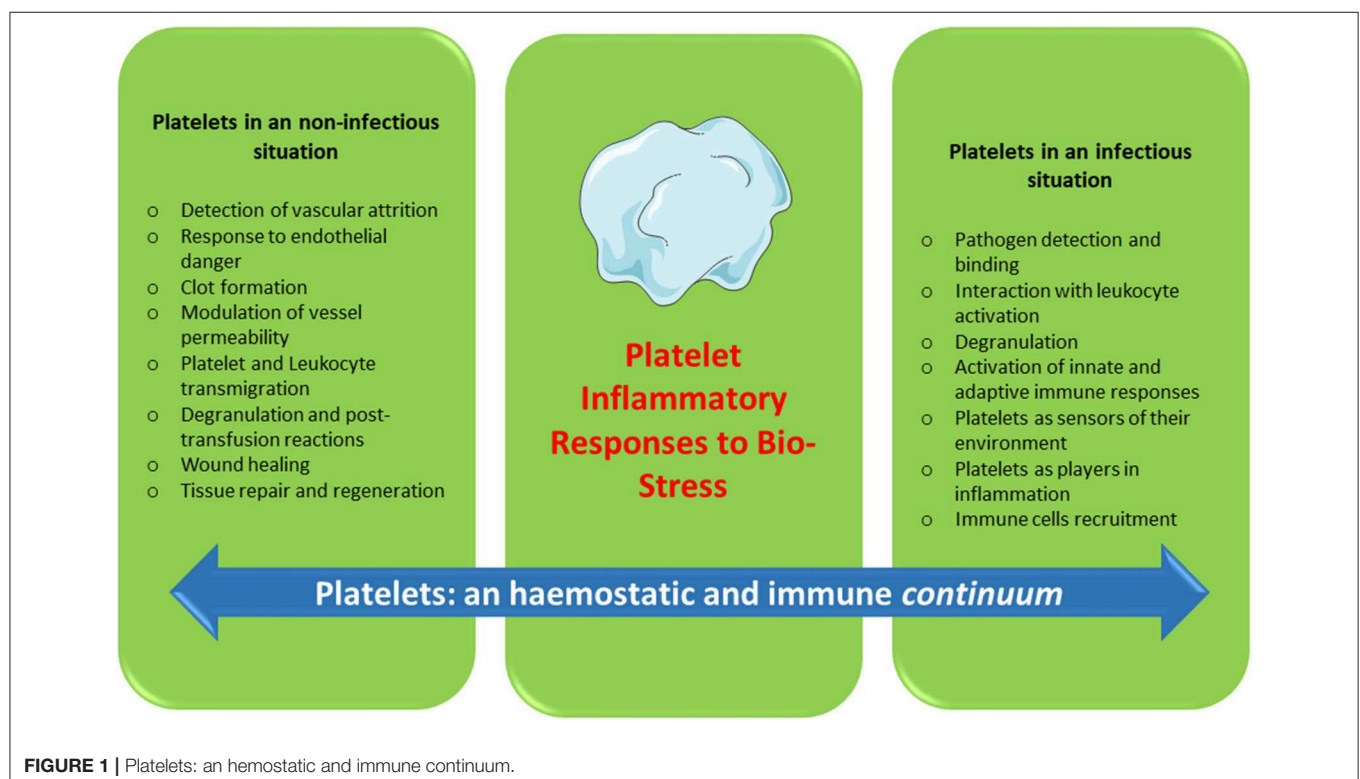 Platelets in an non-infectious
situation
o Detection of vascular attrition
o Response to endothelial
danger
o Clot formation
o Modulation of vessel
permeability
o Platelet and Leukocyte
transmigration
o Degranulation and post-
transfusion reactions
o Wound healing
o Tissue repair and regeneration
Platelet
Inflammatory
Responses to Bio-
Stress
Platelets in an infectious
situation
o Pathogen detection and
binding
o Interaction with leukocyte
activation
o Degranulation
o Activation of innate and
adaptive immune responses
o Platelets as sensors of their
environment
o Platelets as players in
inflammation
o Immune cells recruitment
Platelets: an haemostatic and immune continuum
FIGURE 1 | Platelets: an hemostatic and immune continuum.